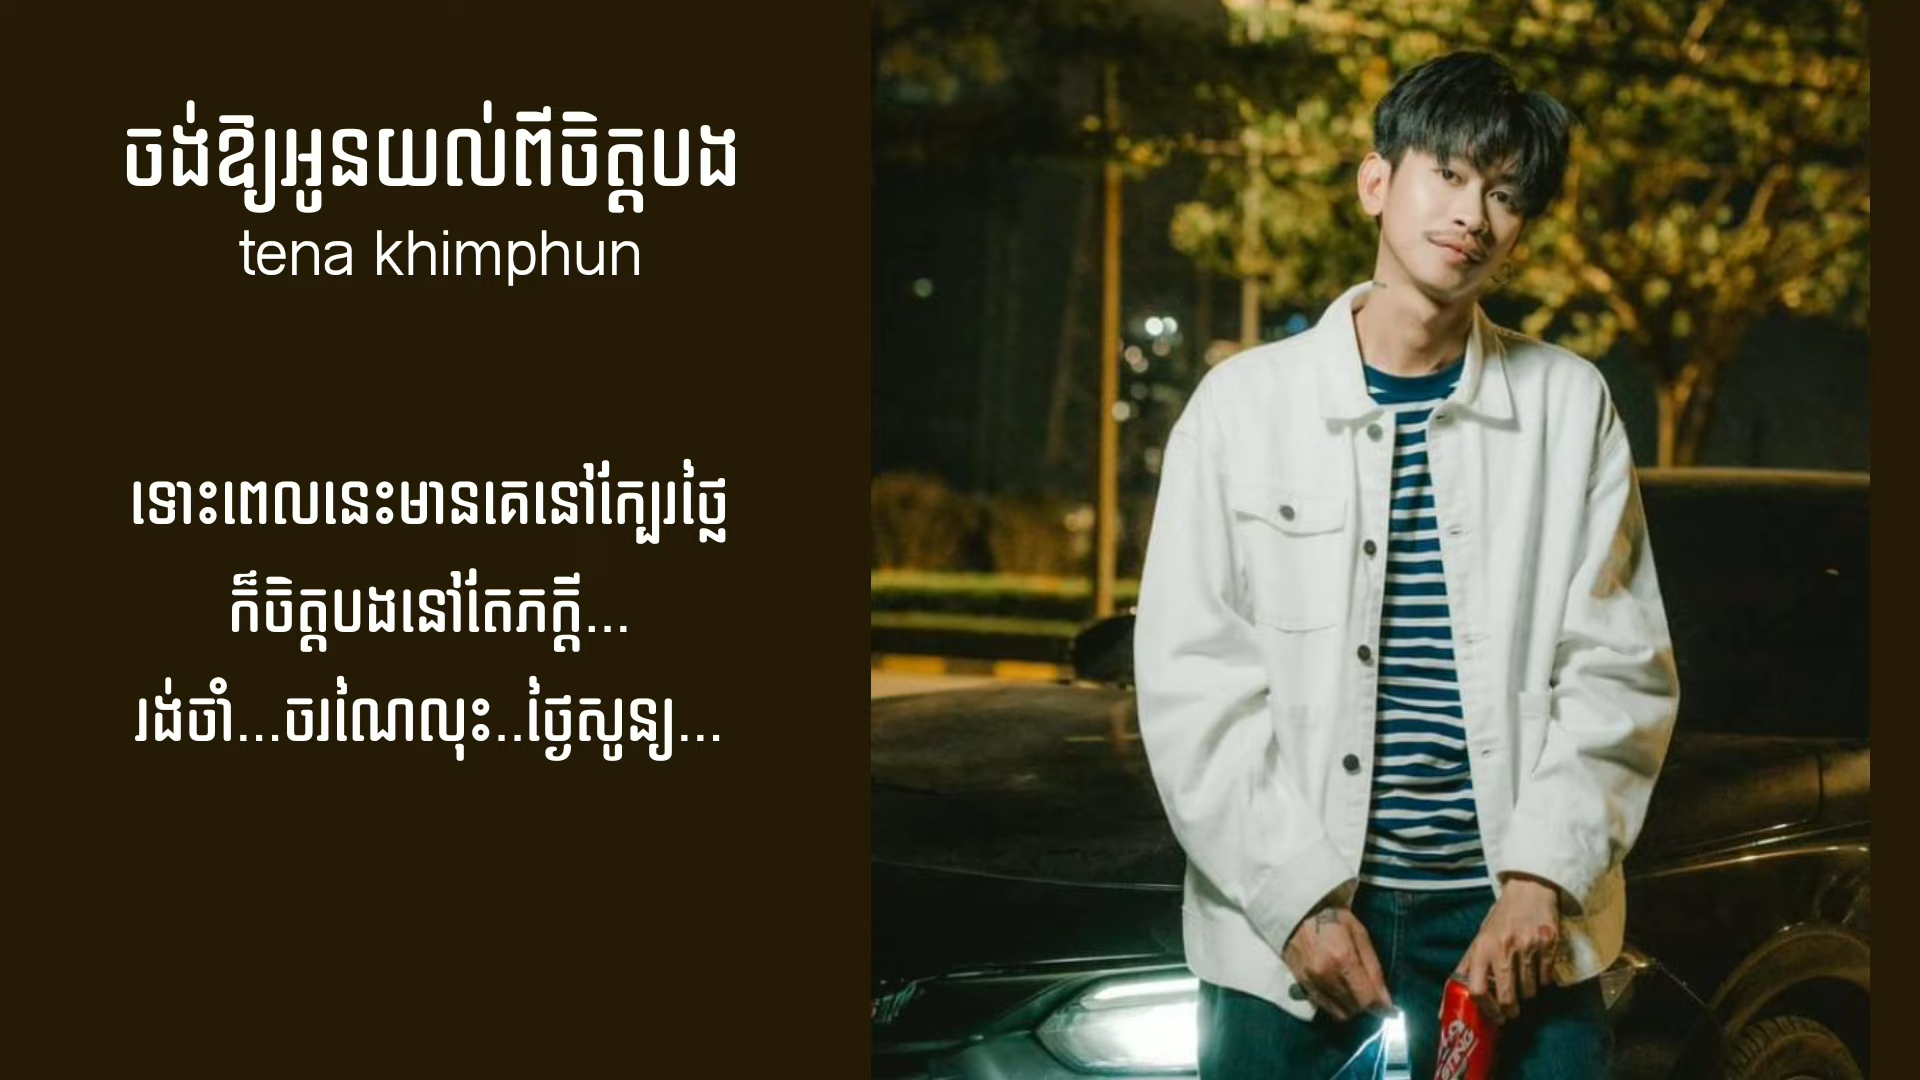 ចង់ឱ្យអូនយល់ពីចិត្តបង
tena khimphun
ទោះពេលនេះមានគេនៅក្បែរថ្លៃ
ក៏ចិត្តបងនៅតែភក្ដី...
រង់ចាំ...ចរណៃលុះ..ថ្ងៃសូន្យ...
STING